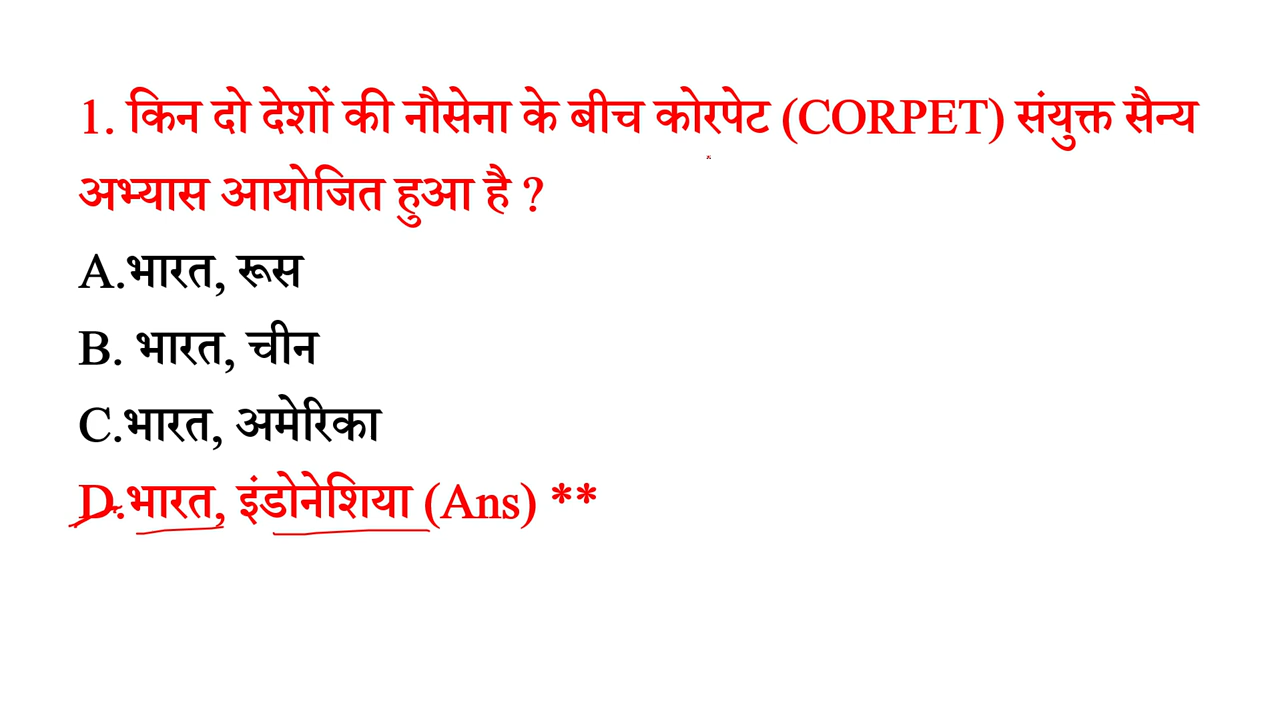 1. किन दो देशों की नौसेना के बीच कोरपेट (CORPET) संयुक्त सैन्य
अभ्यास आयोजित हुआ है ?
A.भारत, रूस
B. भारत, चीन
C.भारत, अमेरिका
D.भारत, इंडोनेशिया (Ans) **